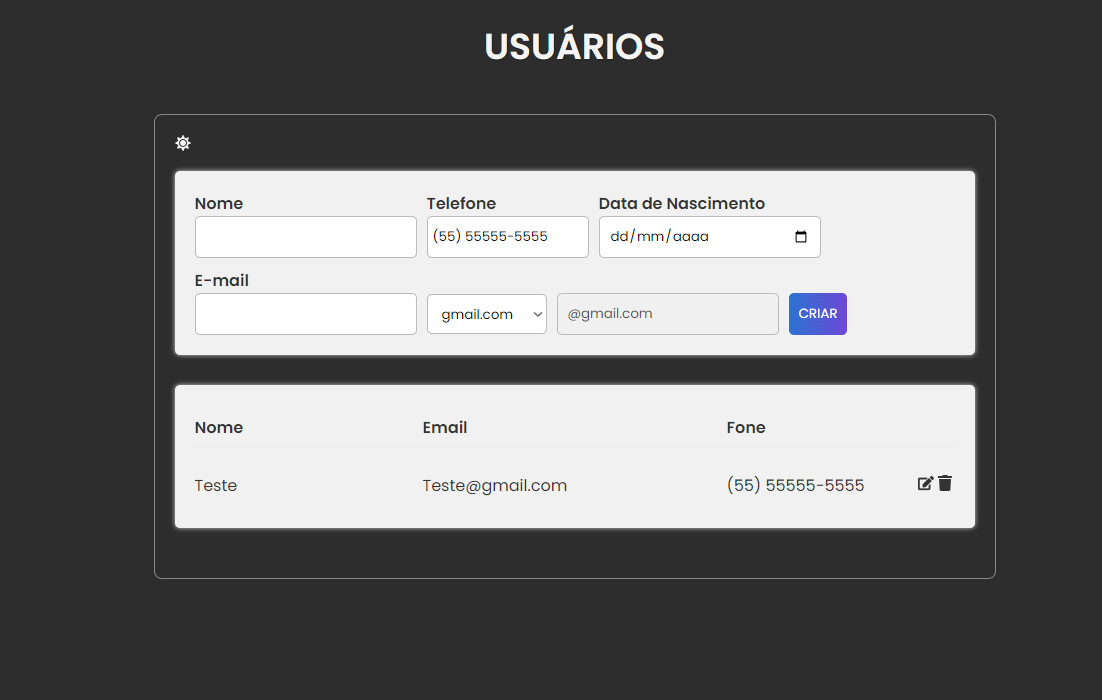 USUÁRIOS
Nome Telefone Data de Nascimento
(55) 55555-5555 dd/mm/aaaa
E-mail
gmail.com @gmail.com CRIAR
Nome Email Fone
Teste Teste@gmail.com (55) 55555-5555